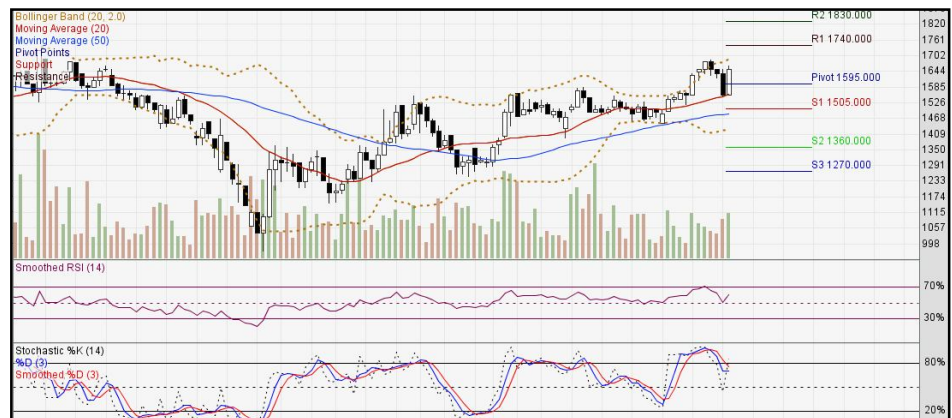 Bollinger Band (20, 2.0)
Moving Average (20)
Moving Average (50)
Pivot Points
Support
Resistance
R2 1830.000
R1 1740.000
Pivot 1595.000
S1 1505.000
S2 1360.000
S3 1270.000
1820
1761
1702
1644
1585
1526
1468
1409
1350
1291
1233
1174
1115
1057
998
Smoothed RSI (14)
70%
30%
Stochastic %K (14)
%D (3)
Smoothed %D (3)
80%
20%